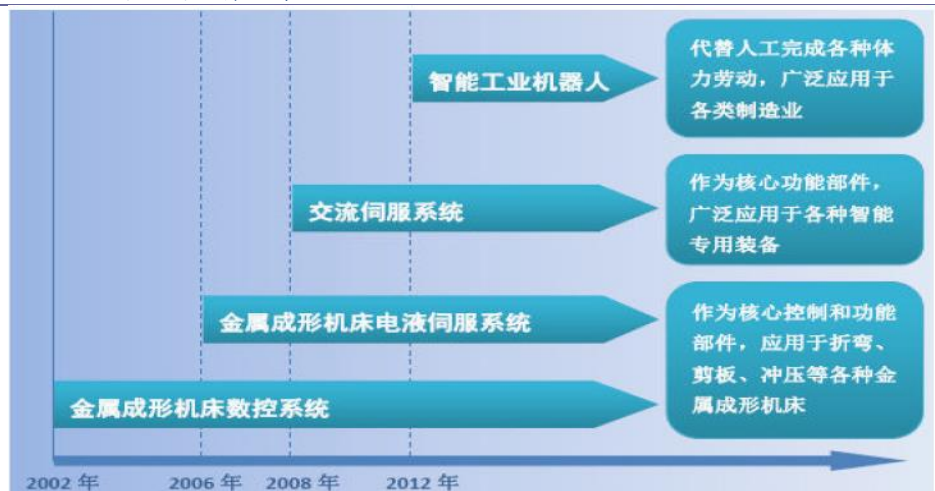 智能工业机器人
代替人工完成各种体
力劳动，广泛应用于
各类制造业
交流伺服系统
作为核心功能部件，
广泛应用于各种智能
专用装备
金属成形机床电液伺服系统
金属成形机床数控系统
作为核心控制和功能
部件，应用于折弯、
剪板、冲压等各种金
属成形机床
2002 年
2006 年
2008 年
2012 年